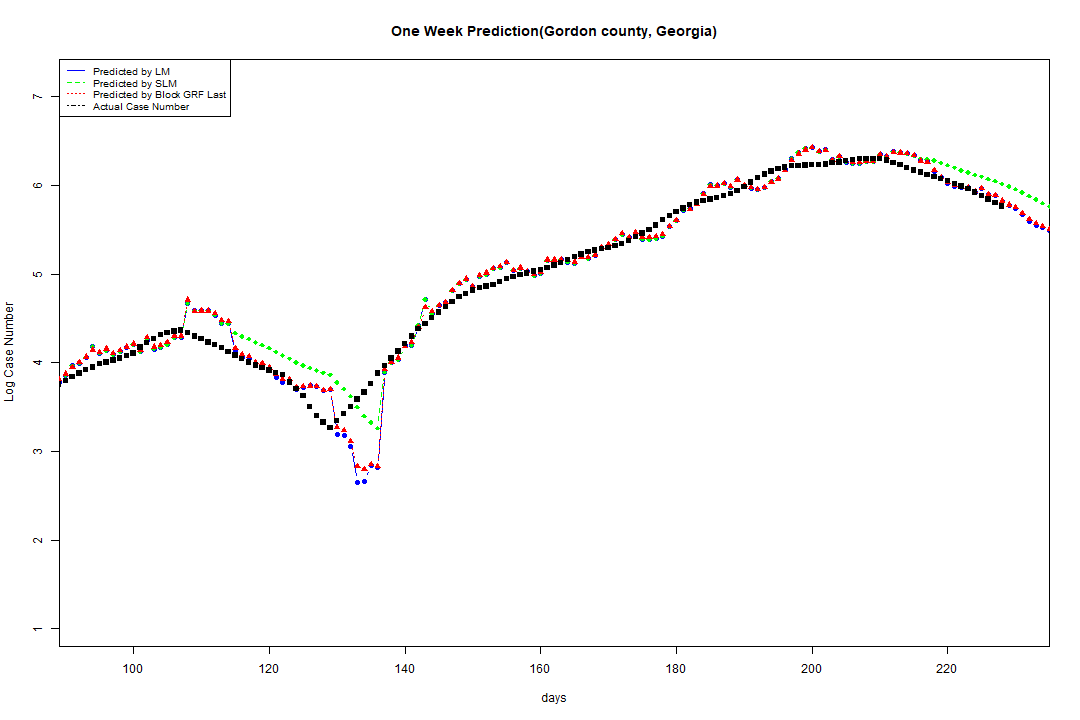 One Week Prediction(Gordon county, Georgia)
Predicted by LM
Predicted by SLM
Predicted by Block GRF Last
Actual Case Number
Log Case Number
7
6
5
4
3
2
1
100 120 140 160 180 200 220
days